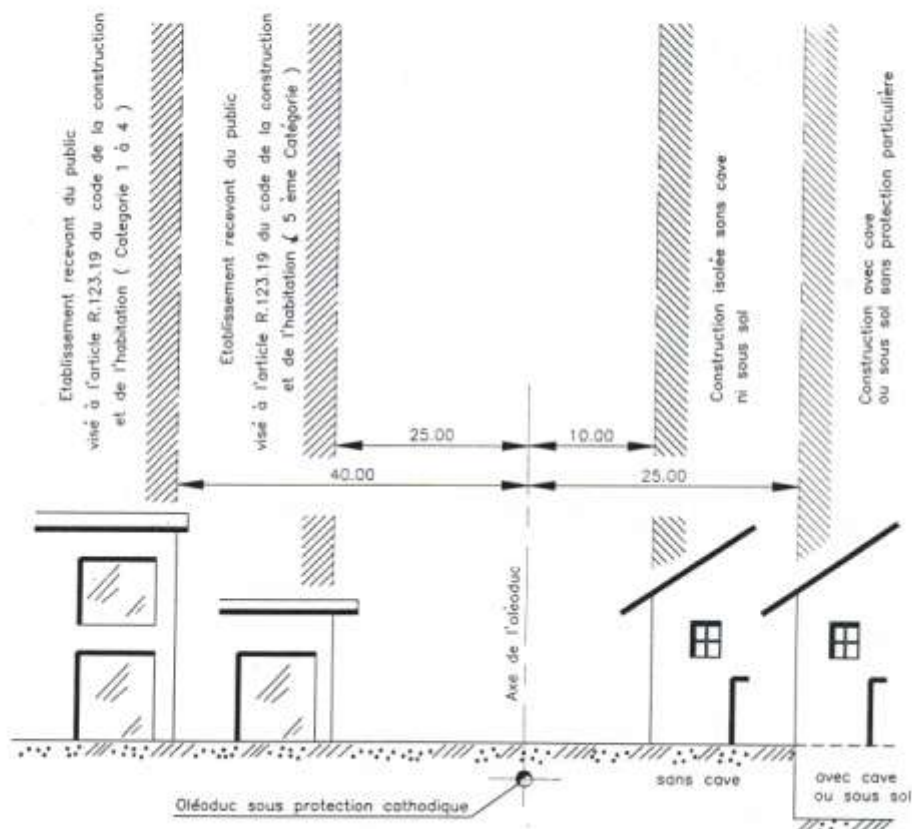 Etablissement recevant du public
visé à l'article R.123.19 du code de la construction
et de l'habitation ( Categorie 1 à 4 )
Etablissement recevant du public
visé à l'article R.123.19 du code de la construction
et de l'habitation ( 5 ème Catégorie )
Construction isolée sans cave
ni sous sol
Construction avec cave
ou sous sol sans protection particulière
25.00
10.00
40.00
25.00
Axe de l'oléoduc
sans cave
avec cave
ou sous sol
Oléoduc sous protection cathodique